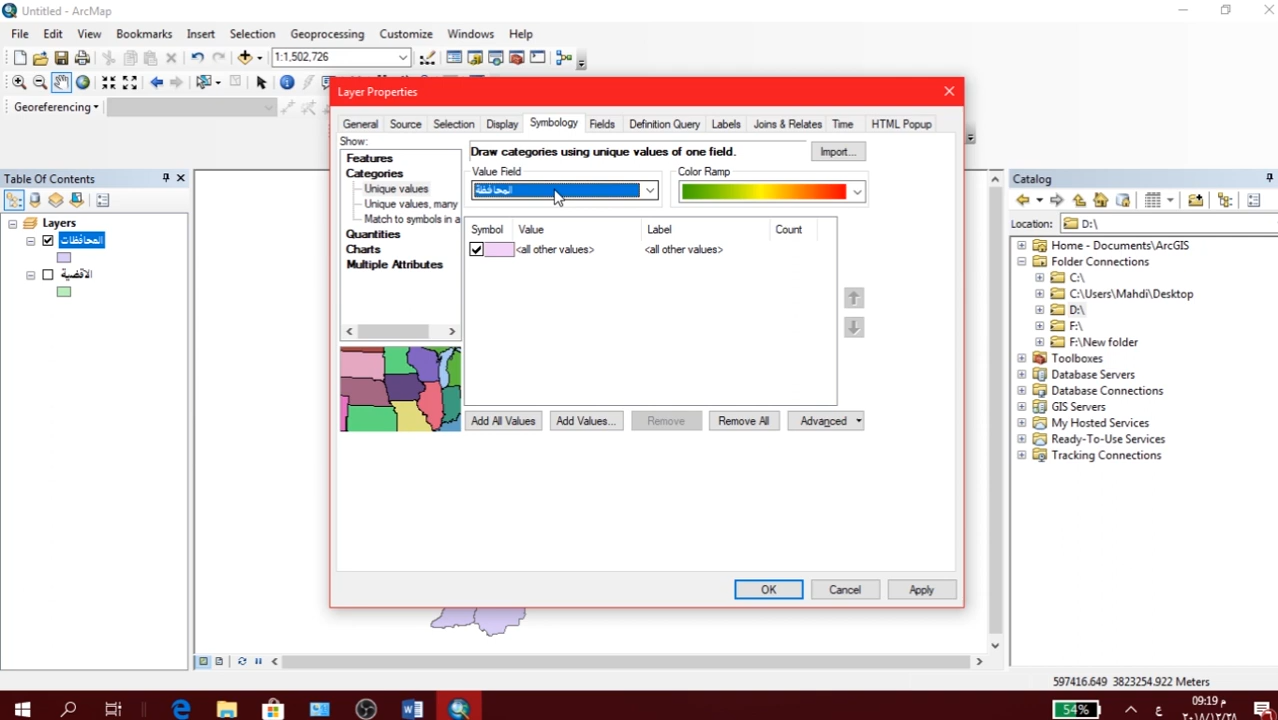 Untitled - ArcMap
File Edit View Bookmarks Insert Selection Geoprocessing Customize Windows Help
1:1,502,726
Georeferencing
Table Of Contents
Layers
المحافظات
الاقضية
Layer Properties
General Source Selection Display Symbology Fields Definition Query Labels Joins & Relates Time HTML Popup
Show:
Features
Categories
Unique values
Unique values, many
Match to symbols in a
Quantities
Charts
Multiple Attributes
Draw categories using unique values of one field.
Import...
Value Field
Color Ramp
المحافظة
Symbol Value Label Count
<all other values> <all other values>
Add All Values Add Values... Remove Remove All Advanced
OK Cancel Apply
Catalog
Location: D:\
Home - Documents\ArcGIS
Folder Connections
C:\
C:\Users\Mahdi\Desktop
D:\
F:\
F:\New folder
Toolboxes
Database Servers
Database Connections
GIS Servers
My Hosted Services
Ready-To-Use Services
Tracking Connections
597416.649 3823254.922 Meters
54%
ع
09:19 م